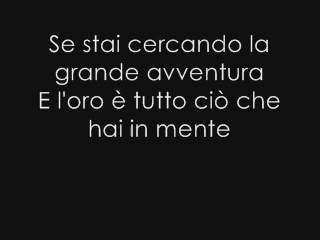 Se stai cercando la
grande avventura
E l'oro è tutto ciò che
hai in mente